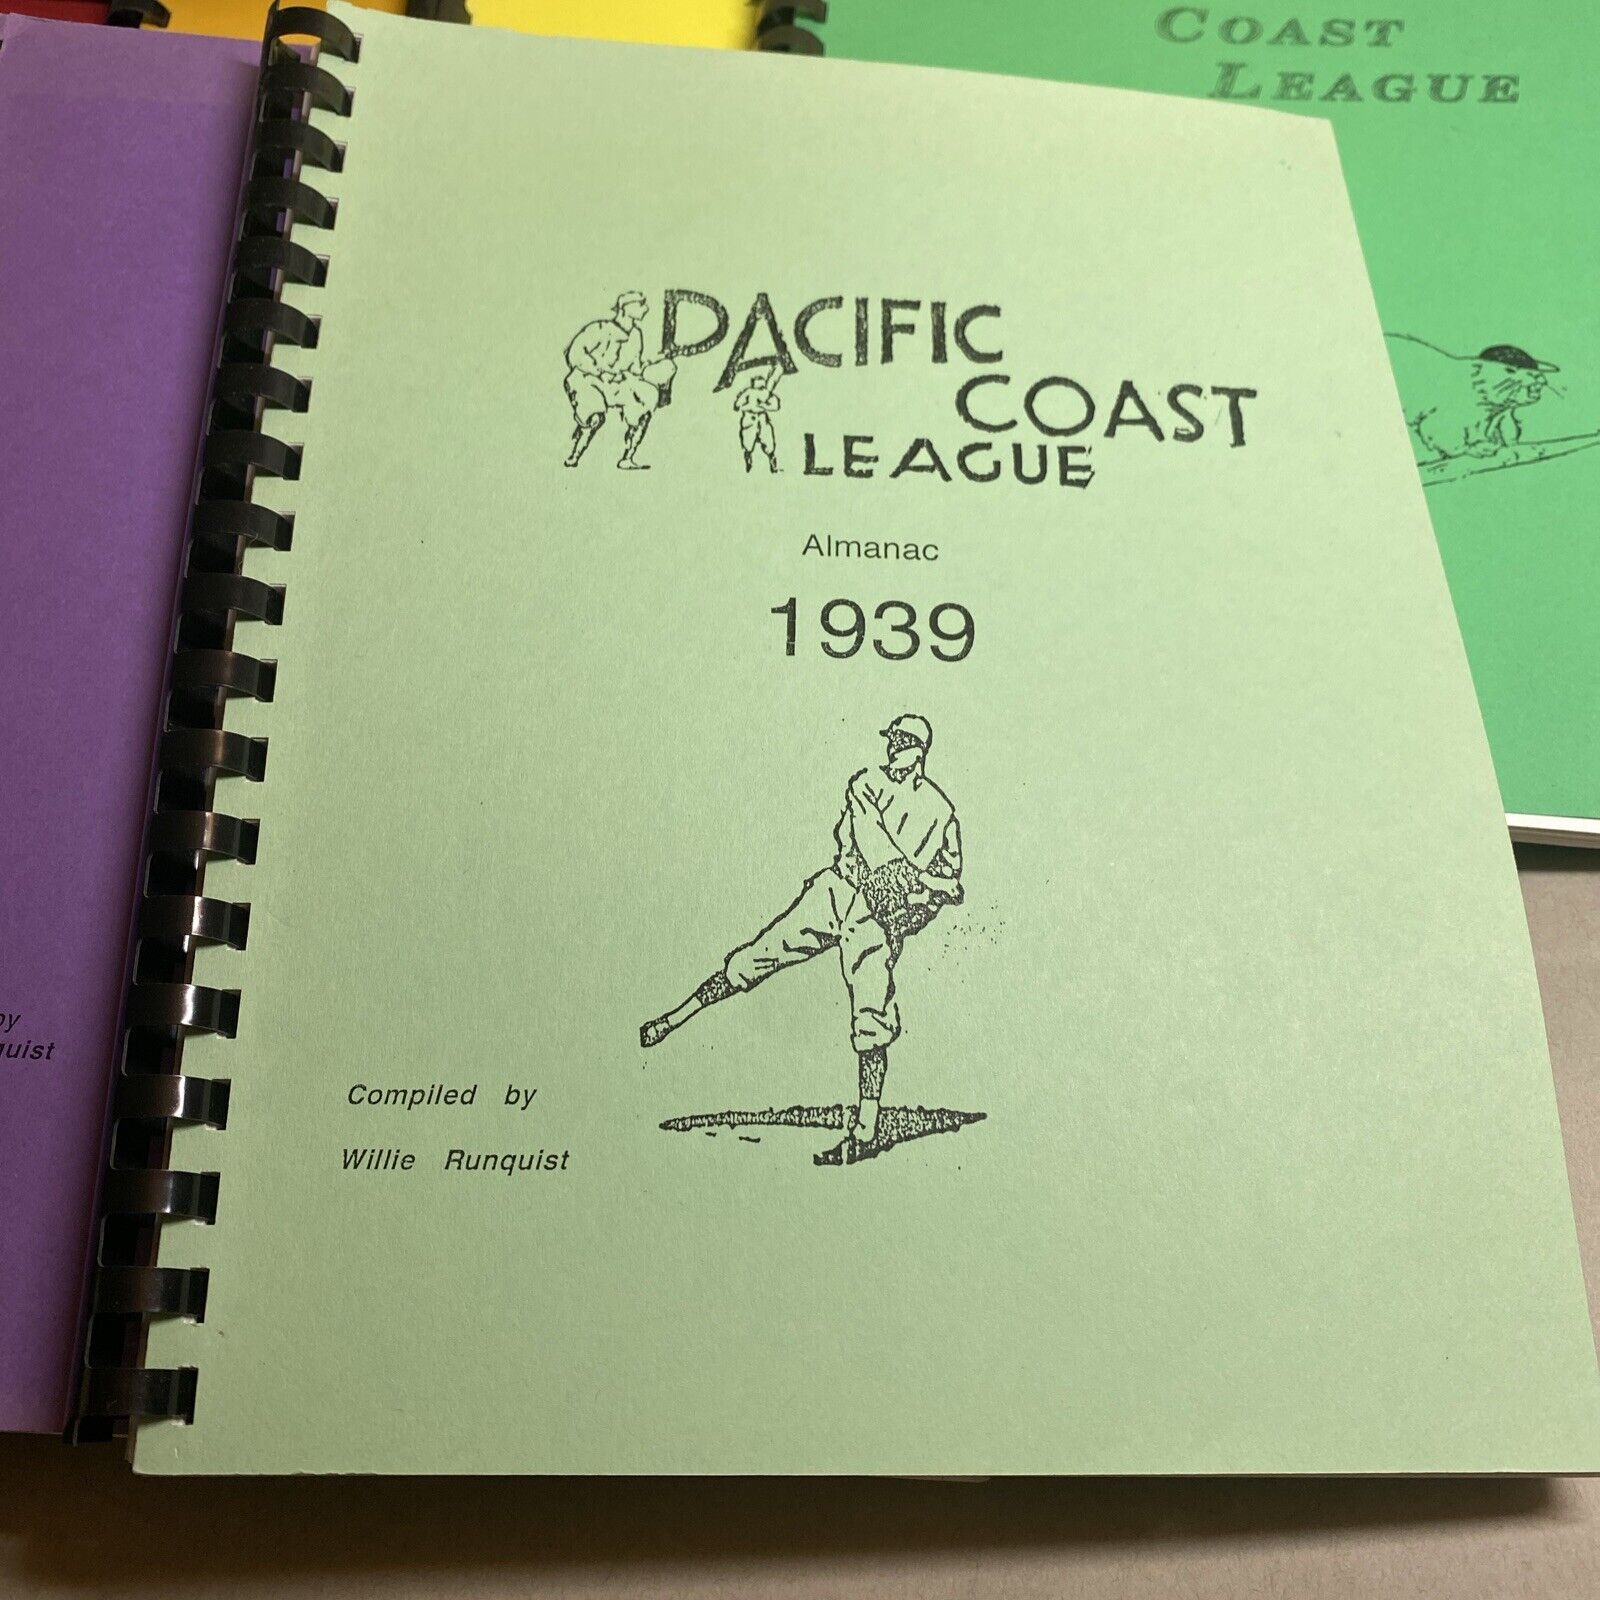 COAST
LEAGUE
PACIFIC
COAST
LEAGUE
Almanac
1939
Compiled by
Willie Runquist